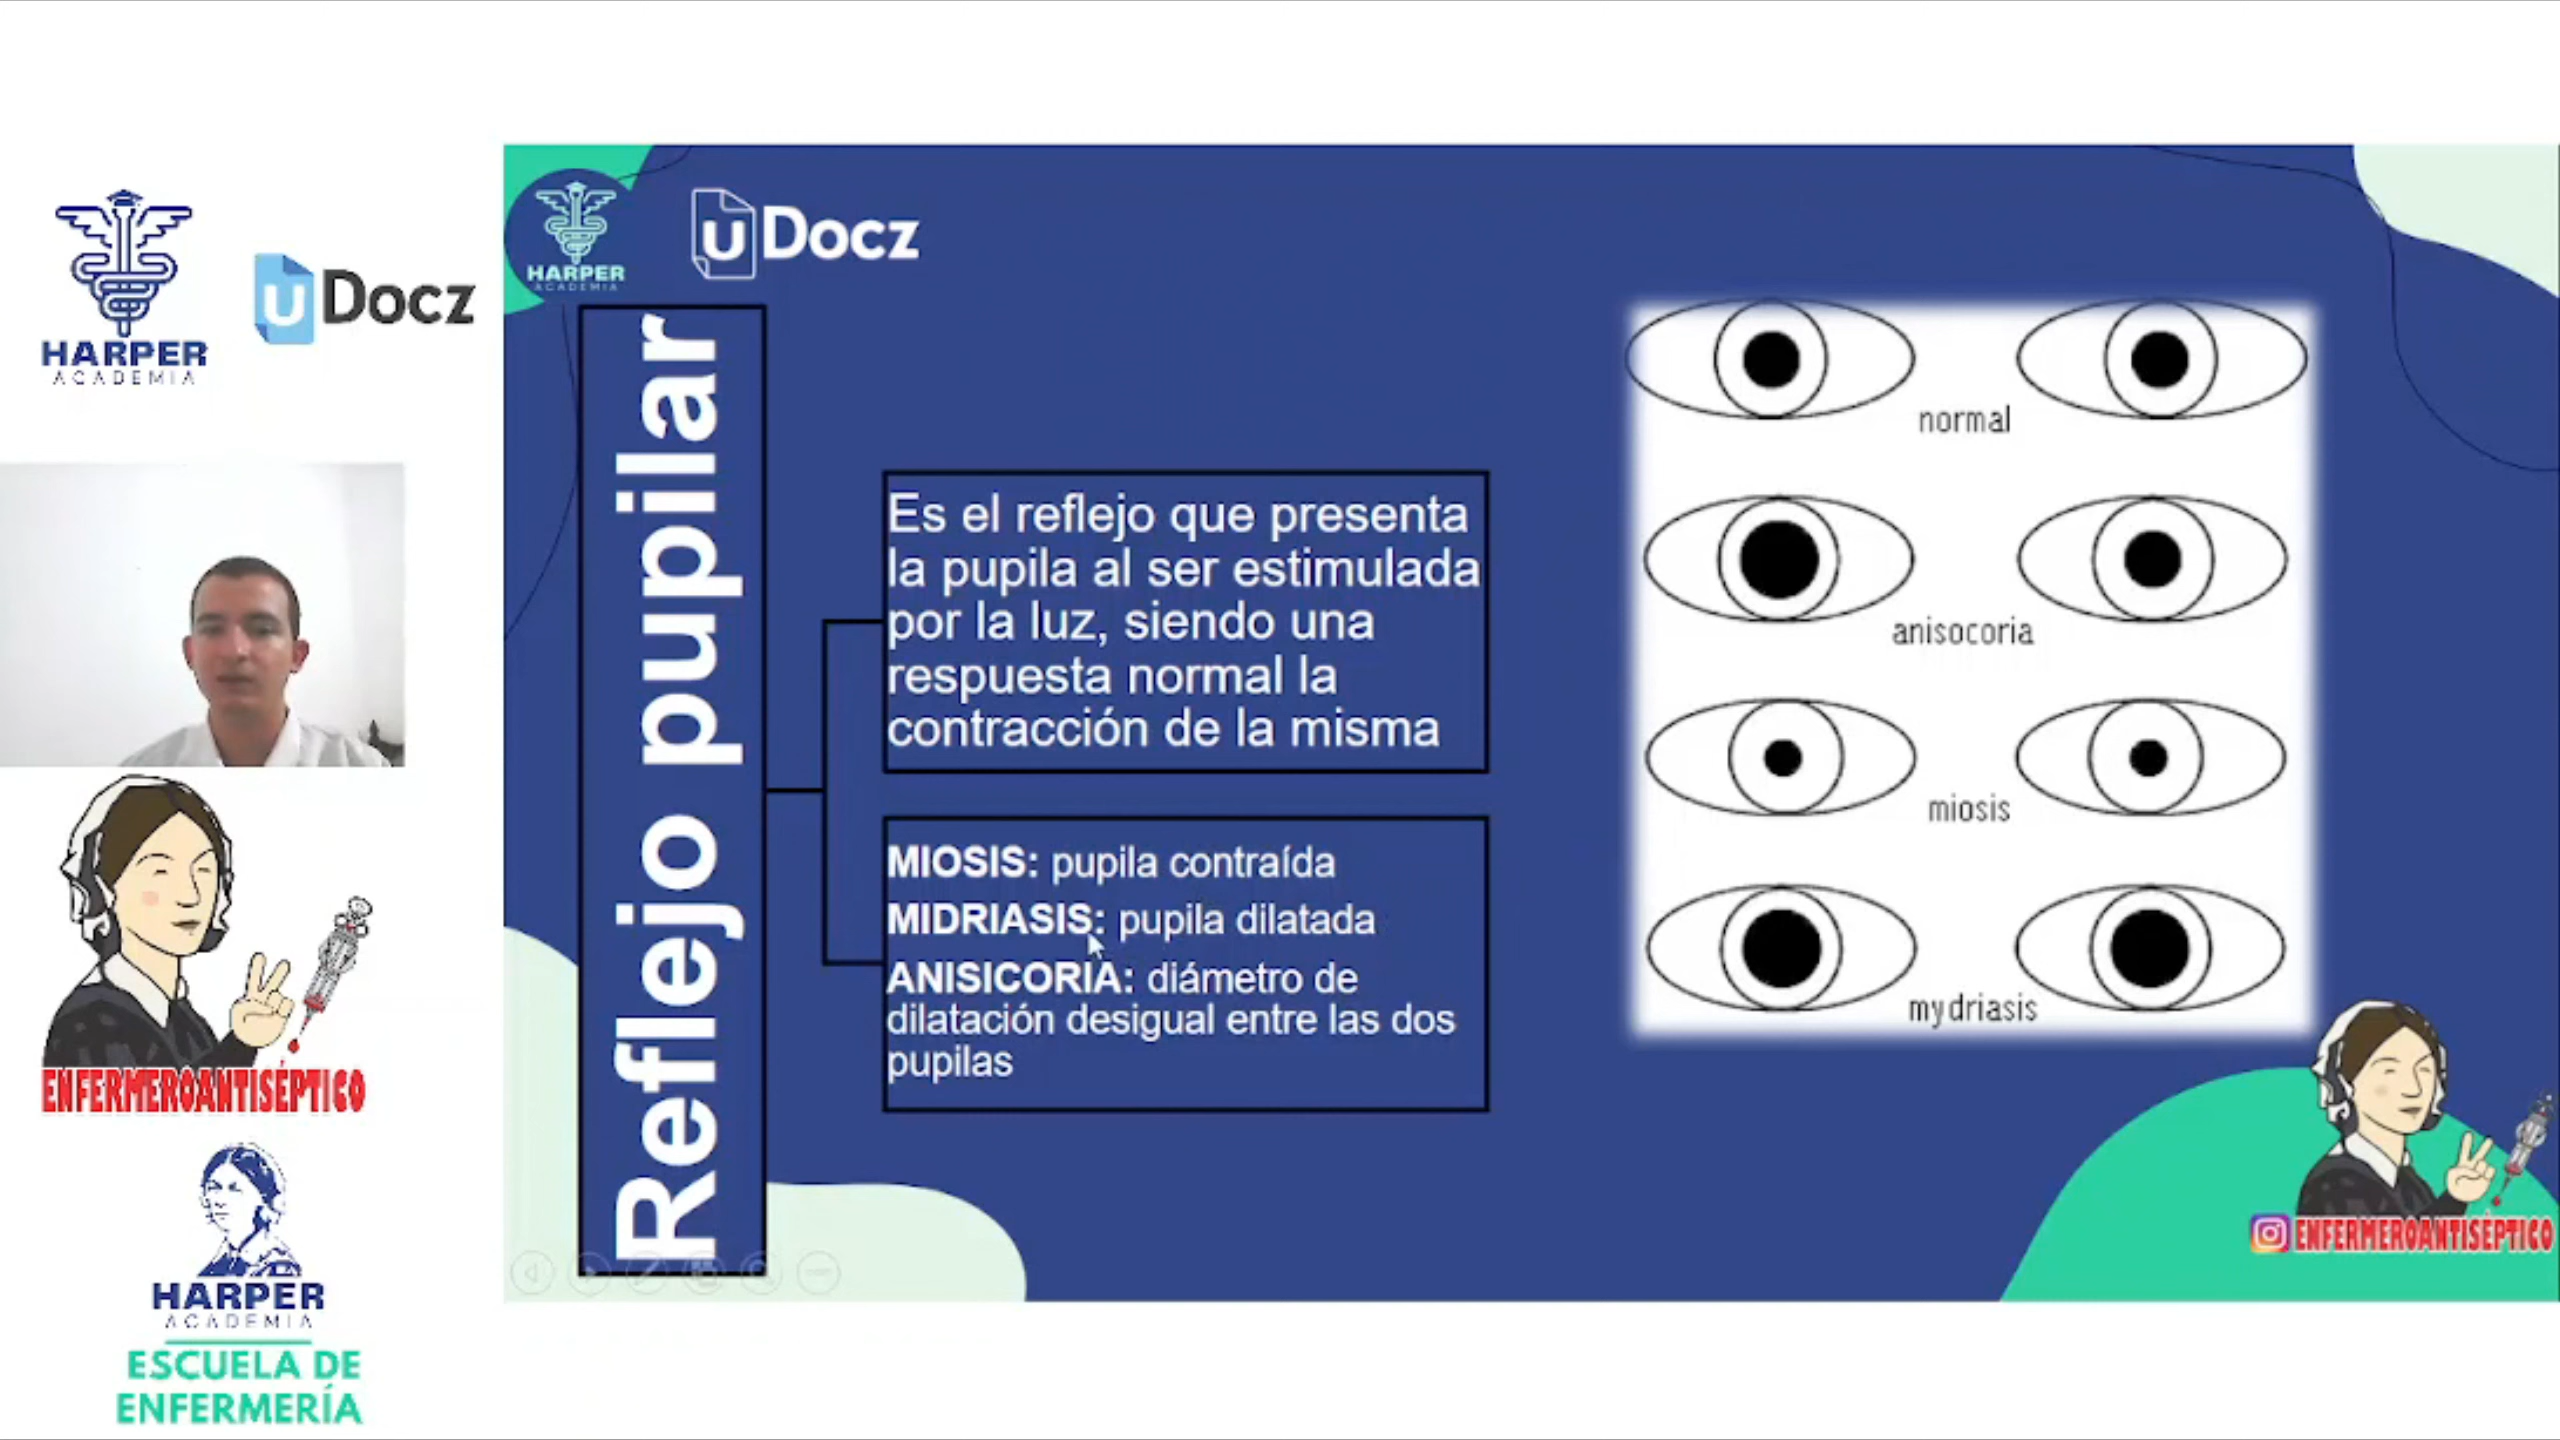 HARPER
ACADEMIA
uDocz
ENFERMEROANTISÉPTICO
HARPER
ACADEMIA
ESCUELA DE
ENFERMERÍA
HARPER
ACADEMIA
uDocz
Reflejo pupilar
Es el reflejo que presenta
la pupila al ser estimulada
por la luz, siendo una
respuesta normal la
contracción de la misma
MIOSIS: pupila contraída
MIDRIASIS: pupila dilatada
ANISICORIA: diámetro de
dilatación desigual entre las dos
pupilas
normal
anisocoria
miosis
mydriasis
ENFERMEROANTISÉPTICO